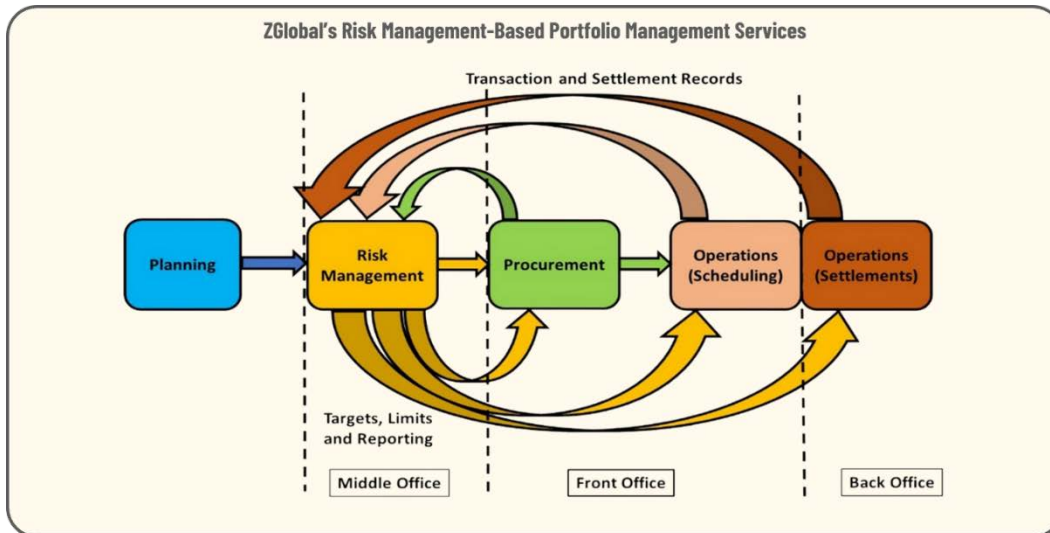 ZGlobal's Risk Management-Based Portfolio Management Services
Transaction and Settlement Records
Planning
Risk
Management
Procurement
Operations
(Scheduling)
Operations
(Settlements)
Targets, Limits
and Reporting
Middle Office
Front Office
Back Office